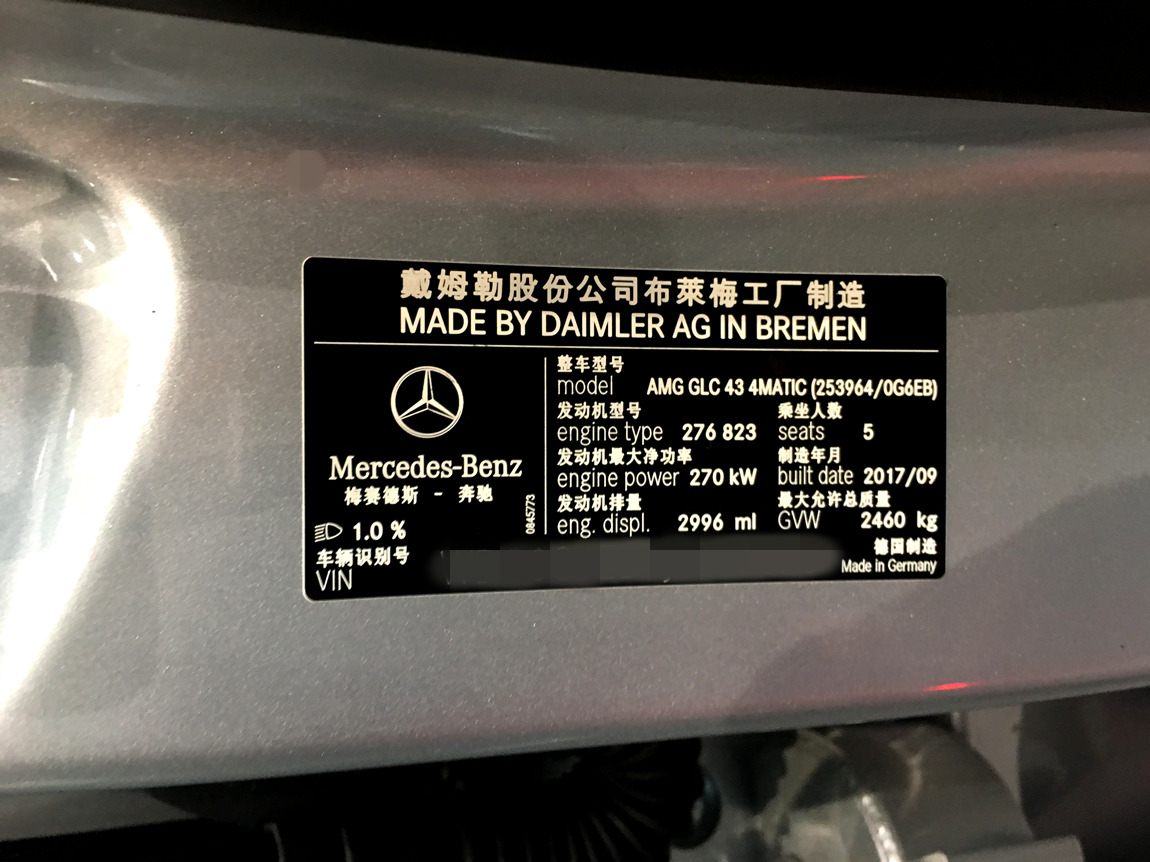 戴姆勒股份公司布莱梅工厂制造
MADE BY DAIMLER AG IN BREMEN
整车型号
model AMG GLC 43 4MATIC (253964/0G6EB)
发动机型号 乘坐人数
engine type 276 823 seats 5
发动机最大净功率 制造年月
engine power 270 kW built date 2017/09
发动机排量 最大允许总质量
eng. displ. 2996 ml GVW 2460 kg
Mercedes-Benz
梅赛德斯 - 奔驰
0845773
1.0 %
车辆识别号
VIN
德国制造
Made in Germany